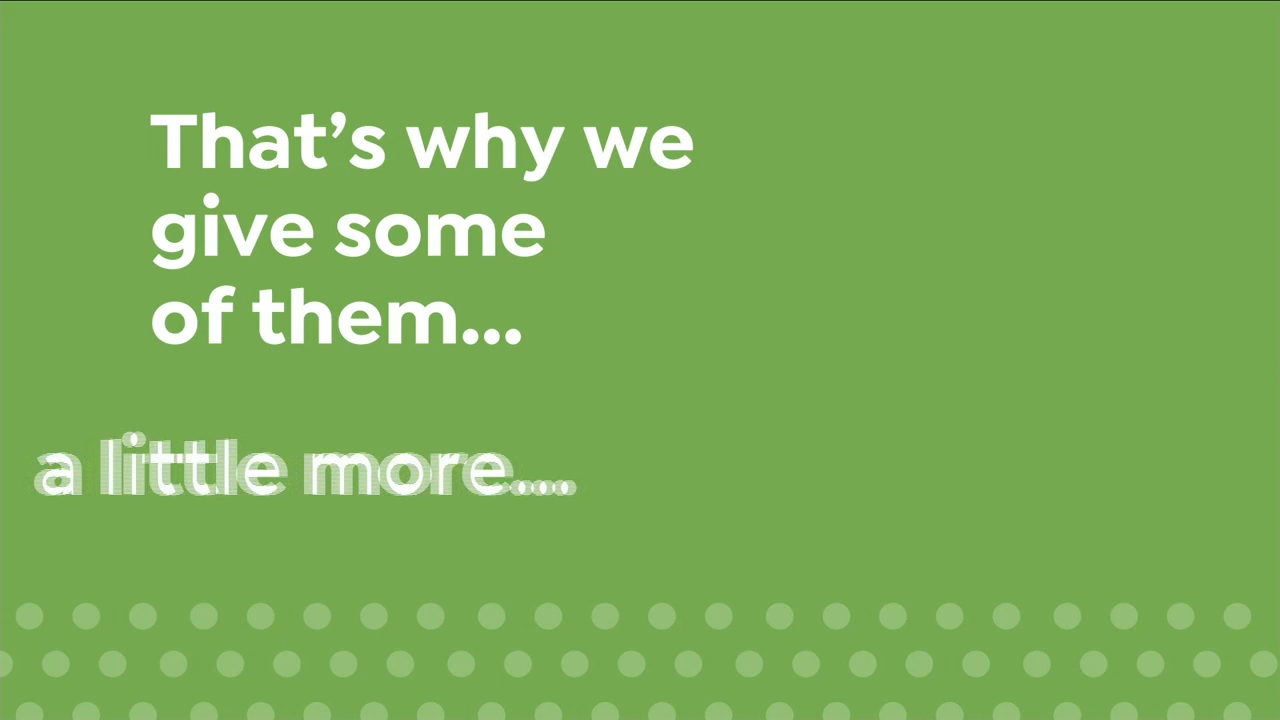 That’s why we
give some
of them...
a little more...